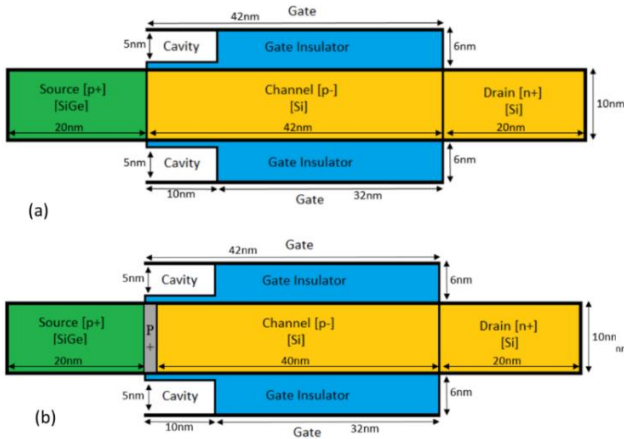 Gate
42nm
5nm
Cavity
Gate Insulator
6nm
Source [p+]
[SiGe]
20nm
Channel [p-]
[Si]
42nm
Drain [n+]
[Si]
20nm
10nm
5nm
Cavity
Gate Insulator
6nm
10nm
Gate
32nm
(a)
Gate
42nm
5nm
Cavity
Gate Insulator
6nm
Source [p+]
[SiGe]
20nm
P
+
Channel [p-]
[Si]
40nm
Drain [n+]
[Si]
20nm
10nm
nm
5nm
Cavity
Gate Insulator
6nm
10nm
Gate
32nm
(b)